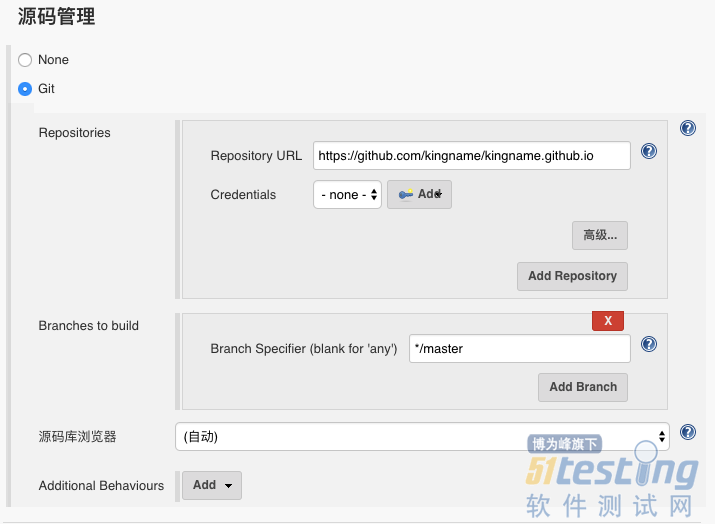 源码管理
None
Git
Repositories
Repository URL https://github.com/kingname/kingname.github.io
Credentials - none - Add
高级...
Add Repository
Branches to build
X
Branch Specifier (blank for 'any') */master
Add Branch
源码库浏览器 (自动)
Additional Behaviours Add
博为峰旗下
51testing
软件测试网